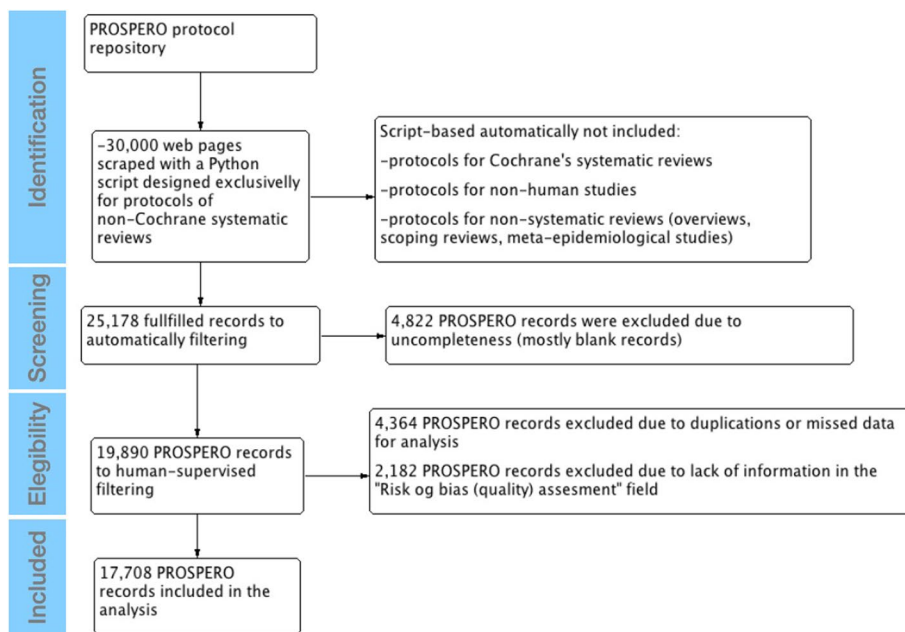 Identification
PROSPERO protocol
repository
-30,000 web pages
scraped with a Python
script designed exclusivelly
for protocols of
non-Cochrane systematic
reviews
Script-based automatically not included:
-protocols for Cochrane's systematic reviews
-protocols for non-human studies
-protocols for non-systematic reviews (overviews,
scoping reviews, meta-epidemiological studies)
Screening
25,178 fullfilled records to
automatically filtering
4,822 PROSPERO records were excluded due to
uncompleteness (mostly blank records)
Elegibility
19,890 PROSPERO records
to human-supervised
filtering
4,364 PROSPERO records excluded due to duplications or missed data
for analysis
2,182 PROSPERO records excluded due to lack of information in the
"Risk og bias (quality) assesment" field
Included
17,708 PROSPERO
records included in the
analysis